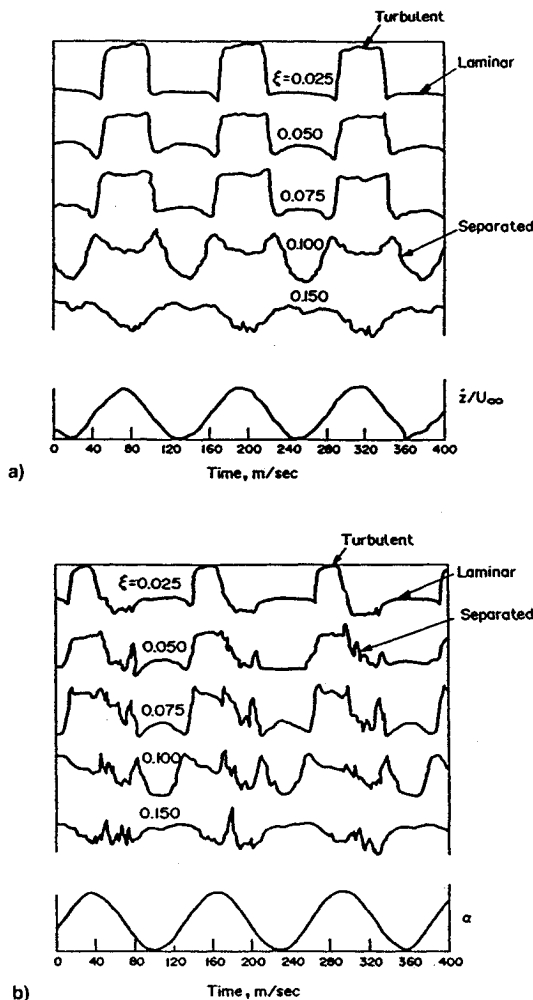 Turbulent
Laminar
ξ=0.025
0.050
0.075
Separated
0.100
0.150
ż/U∞
0 40 80 120 160 200 240 280 320 360 400
Time, m/sec
a)
Turbulent
ξ=0.025
Laminar
Separated
0.050
0.075
0.100
0.150
α
0 40 80 120 160 200 240 280 320 360 400
Time, m/sec
b)